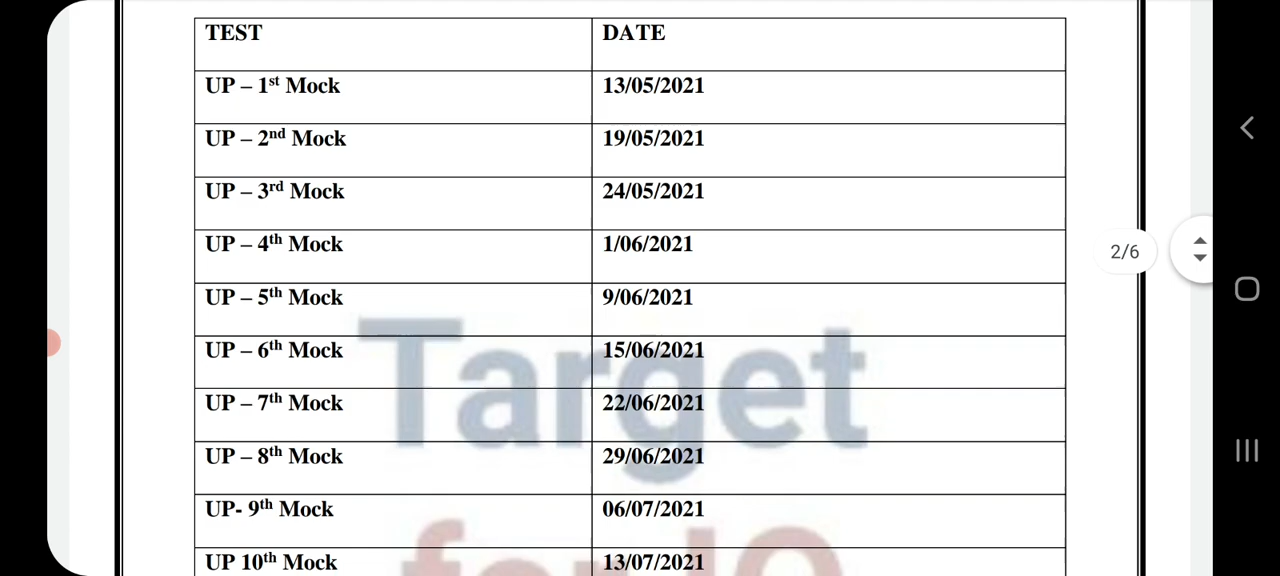 TEST DATE
UP – 1st Mock 13/05/2021
UP – 2nd Mock 19/05/2021
UP – 3rd Mock 24/05/2021
UP – 4th Mock 1/06/2021
UP – 5th Mock 9/06/2021
2/6
UP – 6th Mock 15/06/2021
UP – 7th Mock 22/06/2021
UP – 8th Mock 29/06/2021
UP- 9th Mock 06/07/2021
UP 10th Mock 13/07/2021
Target
for IQ